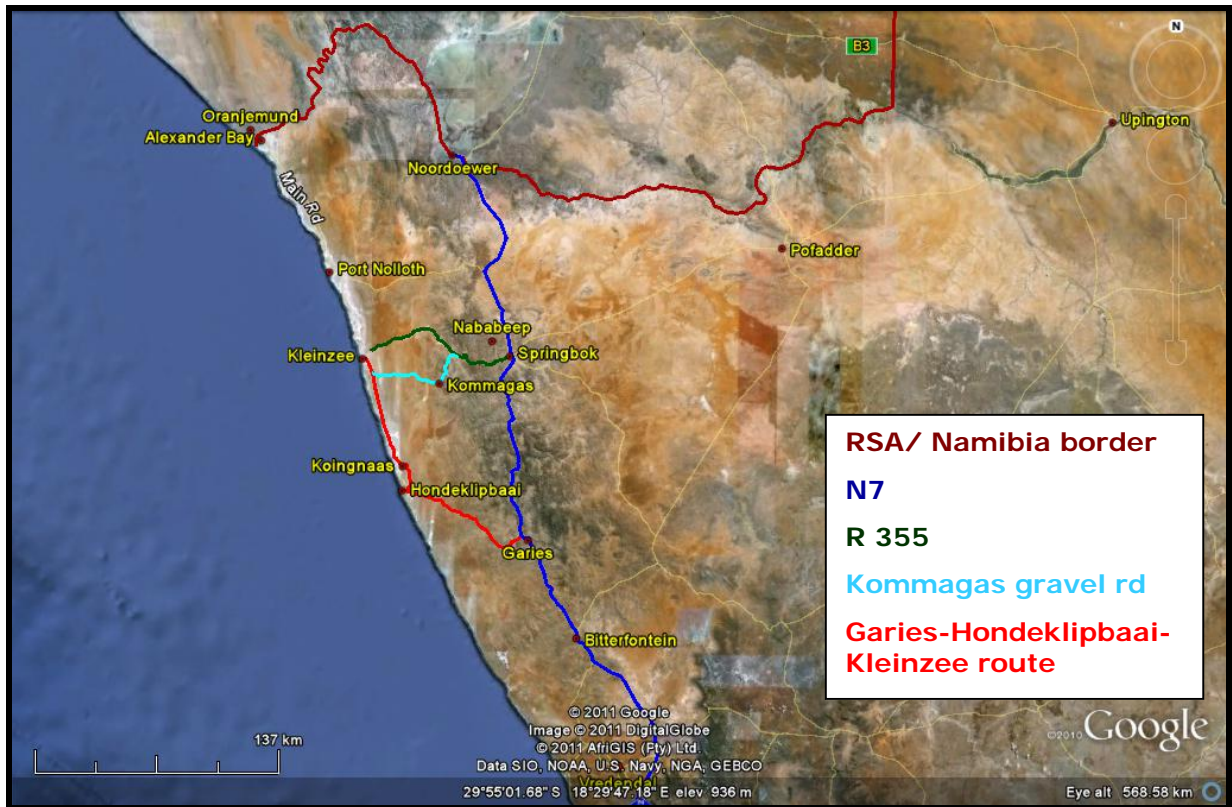 N
B3
Oranjemund
Alexander Bay
Upington
Noordoewer
Main Rd
Pofadder
Port Nolloth
Nababeep
Kleinzee
Springbok
Kommagas
RSA/ Namibia border
N7
R 355
Kommagas gravel rd
Garies-Hondeklipbaai-
Kleinzee route
Koingnaas
Hondeklipbaai
Garies
Bitterfontein
© 2011 Google
Image © 2011 DigitalGlobe
© 2011 AfriGIS (Pty) Ltd.
Data SIO, NOAA, U.S. Navy, NGA, GEBCO
©2010 Google
137 km
Vredendal
29°55'01.68" S 18°29'47.18" E elev 936 m
Eye alt 568.58 km